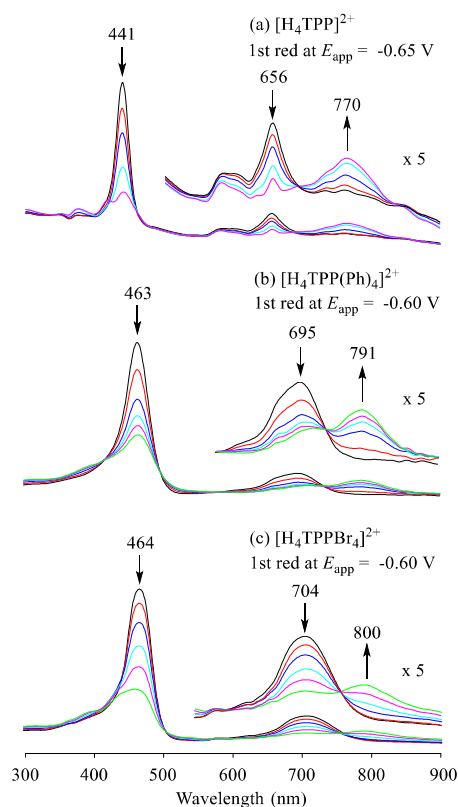 (a) [H₄TPP]²⁺
441
1st red at Eapp = -0.65 V
656
770
x 5
(b) [H₄TPP(Ph)₄]²⁺
463
1st red at Eapp = -0.60 V
695
791
x 5
(c) [H₄TPPBr₄]²⁺
464
1st red at Eapp = -0.60 V
704
800
x 5
300 400 500 600 700 800 900
Wavelength (nm)